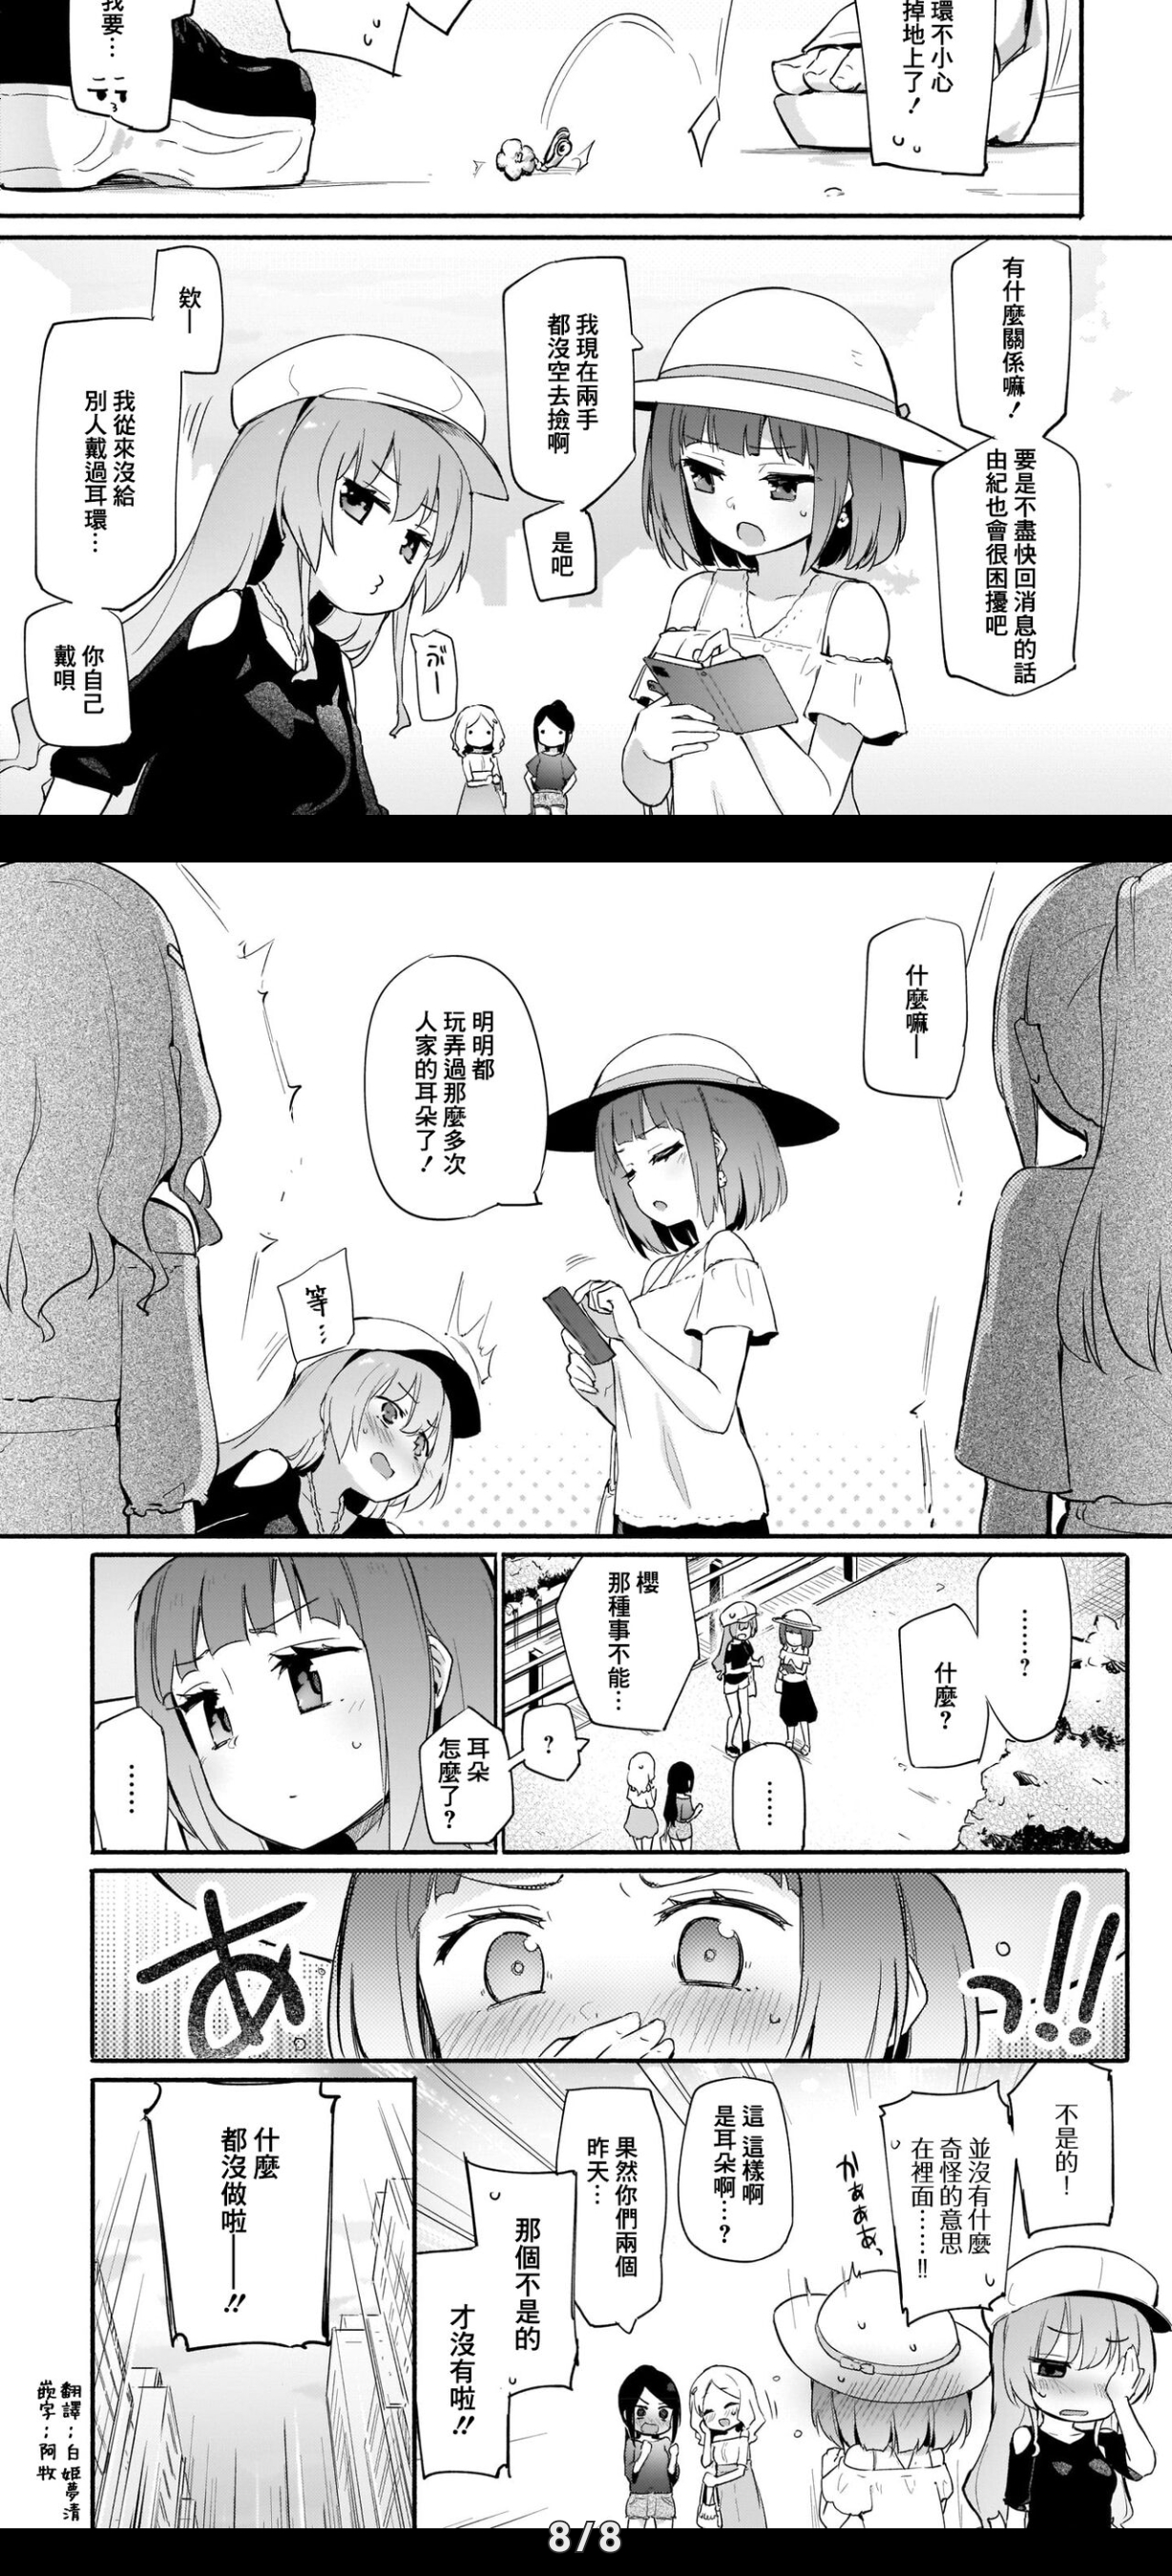 環不小心
掉地上了！
我要…
有什麼關係嘛！
要是不盡快回消息的話
由紀也會很困擾吧
我現在兩手
都沒空去撿啊
是吧
欸—
我從來沒給
別人戴過耳環…
你自己
戴唄
ぶー
什麼嘛—
明明都
玩弄過那麼多次
人家的耳朵了！
等…
……？
什麼？
……
櫻
那種事不能…
？
耳朵
怎麼了？
……
あっ!!
不是的！
並沒有什麼
奇怪的意思
在裡面……!!
かぁぁぁ、
這 這樣啊
是耳朵啊…？
果然你們兩個
昨天…
那個不是的
才沒有啦!!
什麼
都沒做啦——!!
翻譯：白姬夢清
嵌字：阿牧
8/8